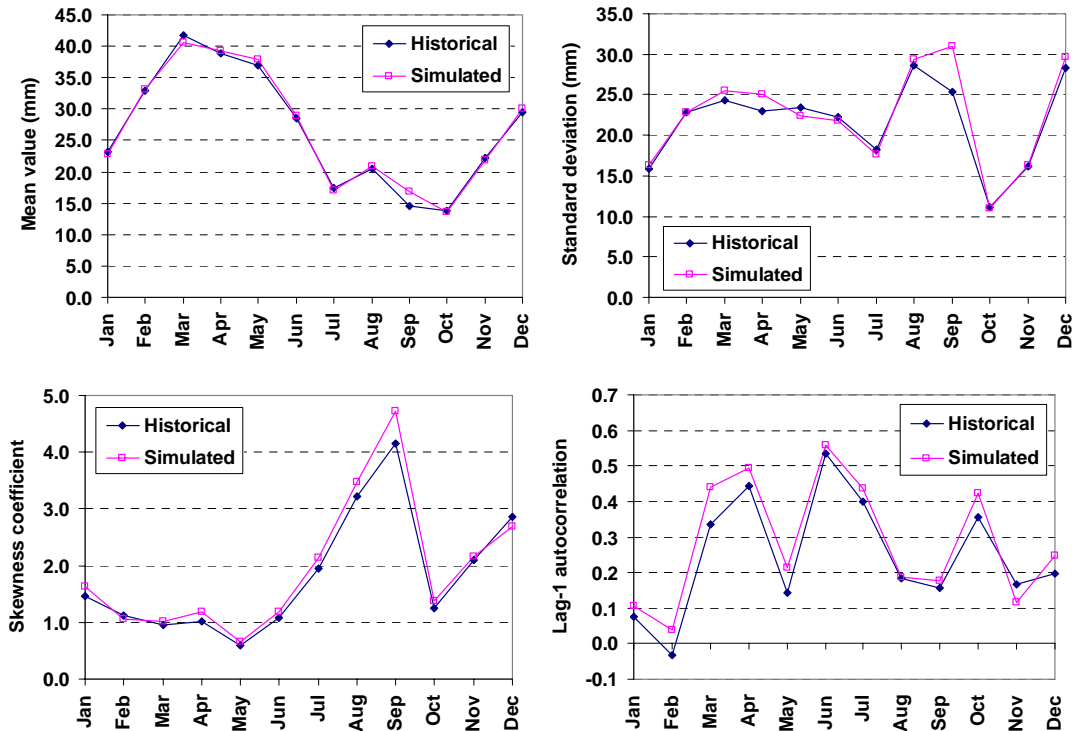 Mean value (mm)
45.0
40.0
35.0
30.0
25.0
20.0
15.0
10.0
5.0
0.0
Historical
Simulated
Jan Feb Mar Apr May Jun Jul Aug Sep Oct Nov Dec
Standard deviation (mm)
35.0
30.0
25.0
20.0
15.0
10.0
5.0
0.0
Historical
Simulated
Jan Feb Mar Apr May Jun Jul Aug Sep Oct Nov Dec
Skewness coefficient
5.0
4.0
3.0
2.0
1.0
0.0
Historical
Simulated
Jan Feb Mar Apr May Jun Jul Aug Sep Oct Nov Dec
Lag-1 autocorrelation
0.7
0.6
0.5
0.4
0.3
0.2
0.1
0.0
-0.1
Historical
Simulated
Jan Feb Mar Apr May Jun Jul Aug Sep Oct Nov Dec